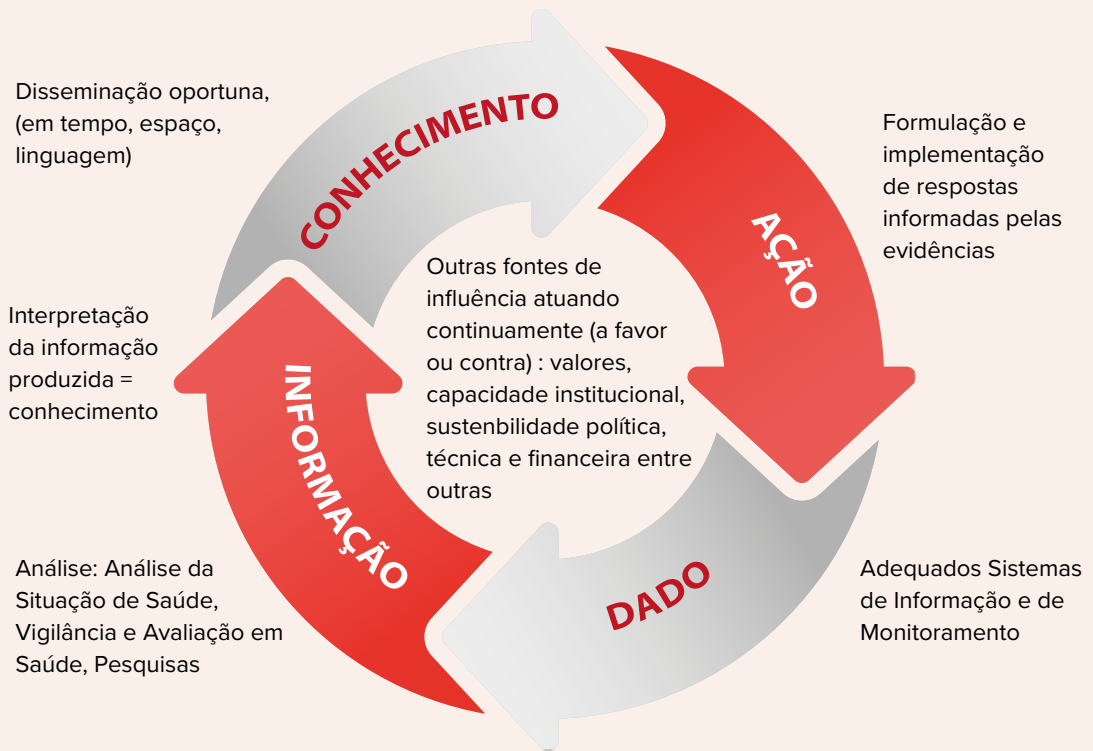 Disseminação oportuna,
(em tempo, espaço,
linguagem)
CONHECIMENTO
Formulação e
implementação
de respostas
informadas pelas
evidências
AÇÃO
Outras fontes de
influência atuando
continuamente (a favor
ou contra) : valores,
capacidade institucional,
sustenbilidade política,
técnica e financeira entre
outras
Interpretação
da informação
produzida =
conhecimento
INFORMAÇÃO
Análise: Análise da
Situação de Saúde,
Vigilância e Avaliação em
Saúde, Pesquisas
DADO
Adequados Sistemas
de Informação e de
Monitoramento